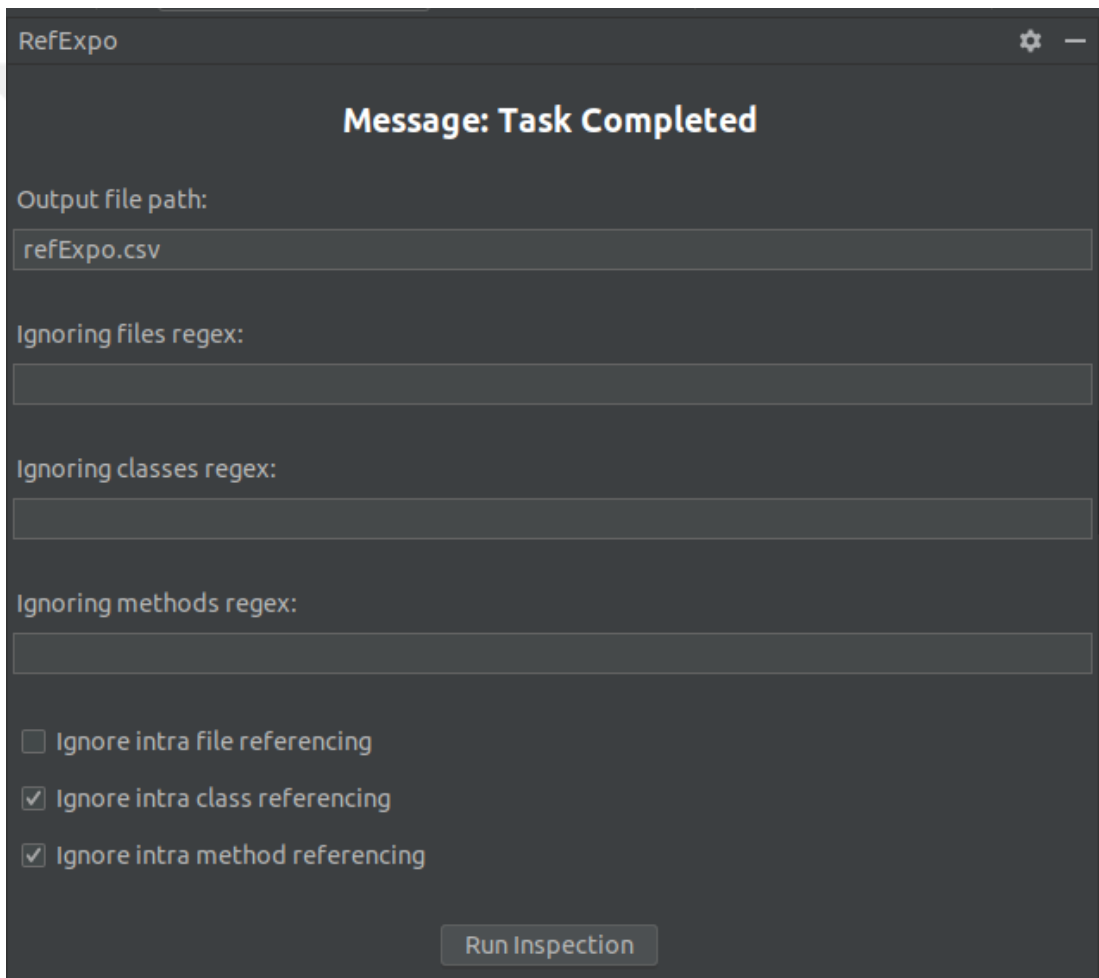 RefExpo
Message: Task Completed
Output file path:
refExpo.csv
Ignoring files regex:
Ignoring classes regex:
Ignoring methods regex:
Ignore intra file referencing
Ignore intra class referencing
Ignore intra method referencing
Run Inspection